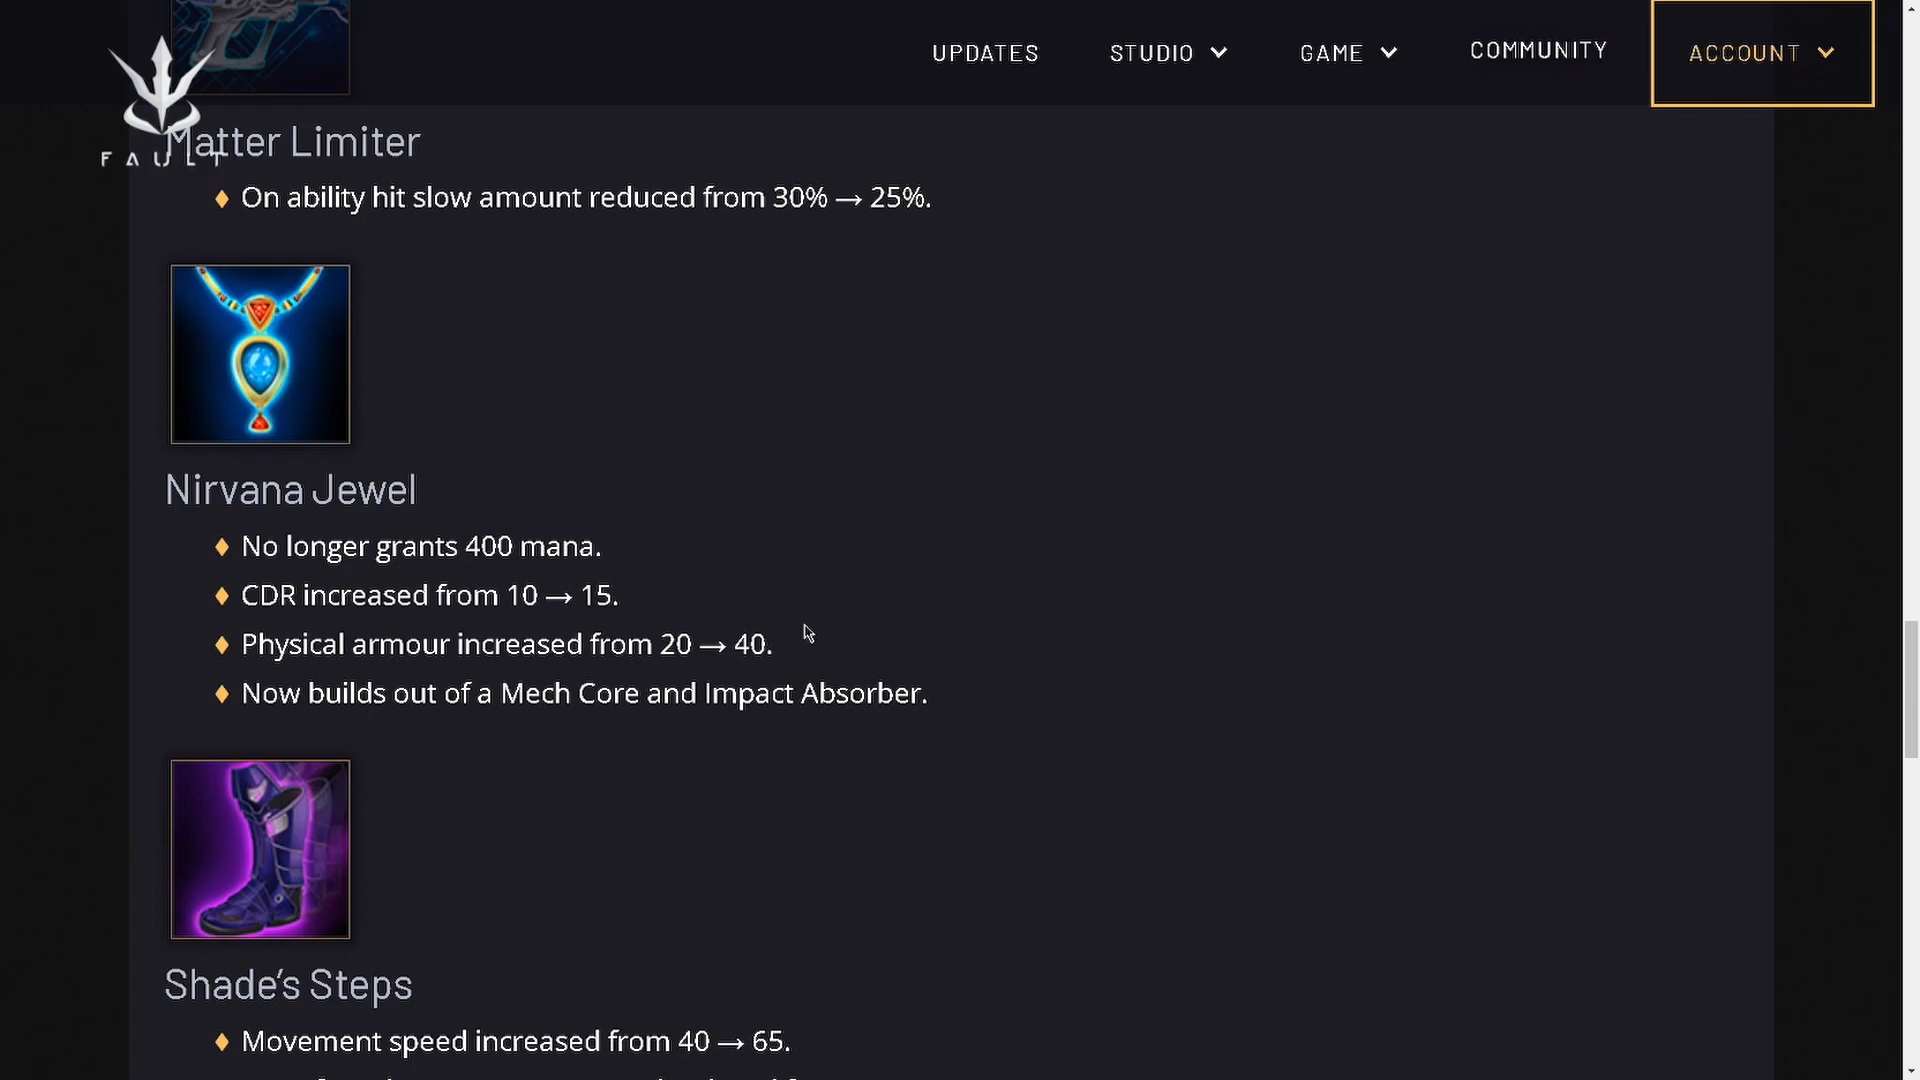 UPDATES STUDIO GAME COMMUNITY ACCOUNT
FAULT
Matter Limiter
On ability hit slow amount reduced from 30% → 25%.
Nirvana Jewel
No longer grants 400 mana.
CDR increased from 10 → 15.
Physical armour increased from 20 → 40.
Now builds out of a Mech Core and Impact Absorber.
Shade's Steps
Movement speed increased from 40 → 65.